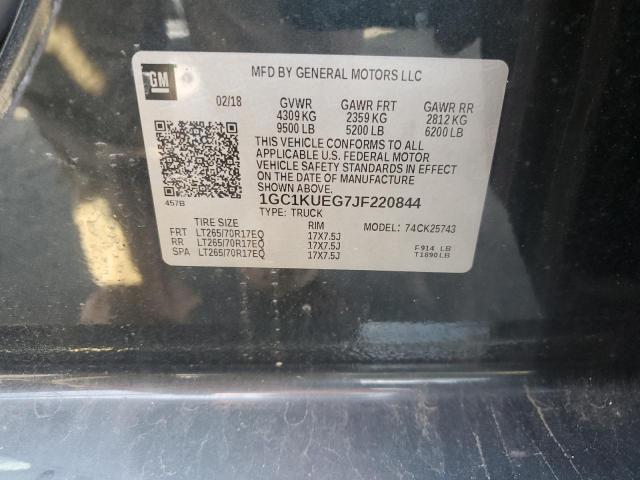 GM
MFD BY GENERAL MOTORS LLC
02/18 GVWR GAWR FRT GAWR RR
4309 KG 2359 KG 2812 KG
9500 LB 5200 LB 6200 LB
THIS VEHICLE CONFORMS TO ALL
APPLICABLE U.S. FEDERAL MOTOR
VEHICLE SAFETY STANDARDS IN EFFECT
ON THE DATE OF MANUFACTURE
SHOWN ABOVE.
457B 1GC1KUEG7JF220844
TYPE: TRUCK
TIRE SIZE RIM MODEL: 74CK25743
FRT LT265/70R17EQ 17X7.5J
RR LT265/70R17EQ 17X7.5J F914 LB
SPA LT265/70R17EQ 17X7.5J T1890LB